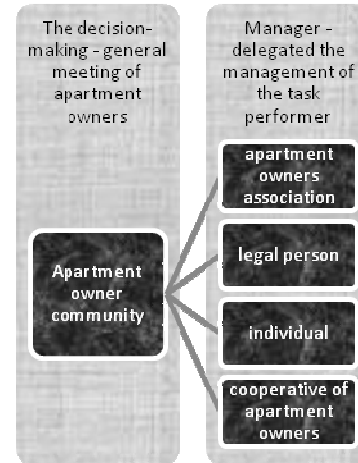 The decision-
making - general
meeting of
apartment
owners
Apartment
owner
community
Manager -
delegated the
management of
the task
performer
apartment
owners
association
legal person
individual
cooperative of
apartment
owners